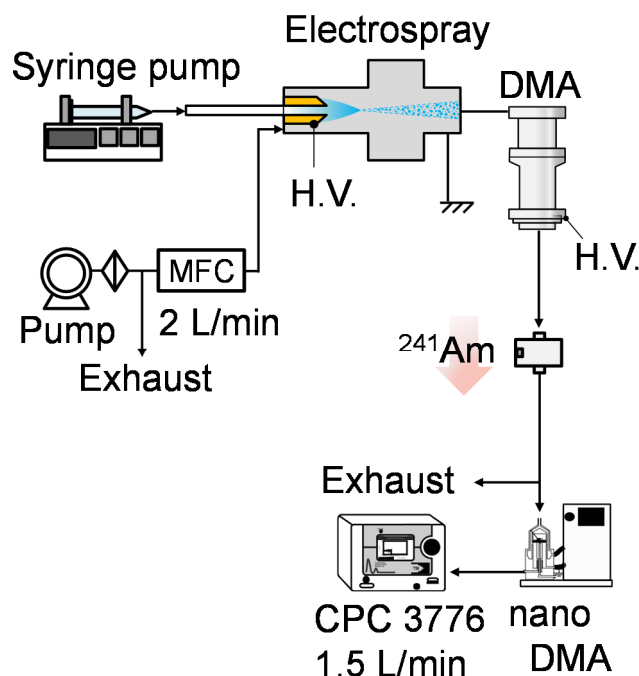 Electrospray
Syringe pump
DMA
H.V.
H.V.
MFC
Pump
2 L/min
Exhaust
²⁴¹Am
Exhaust
CPC 3776
1.5 L/min
nano
DMA